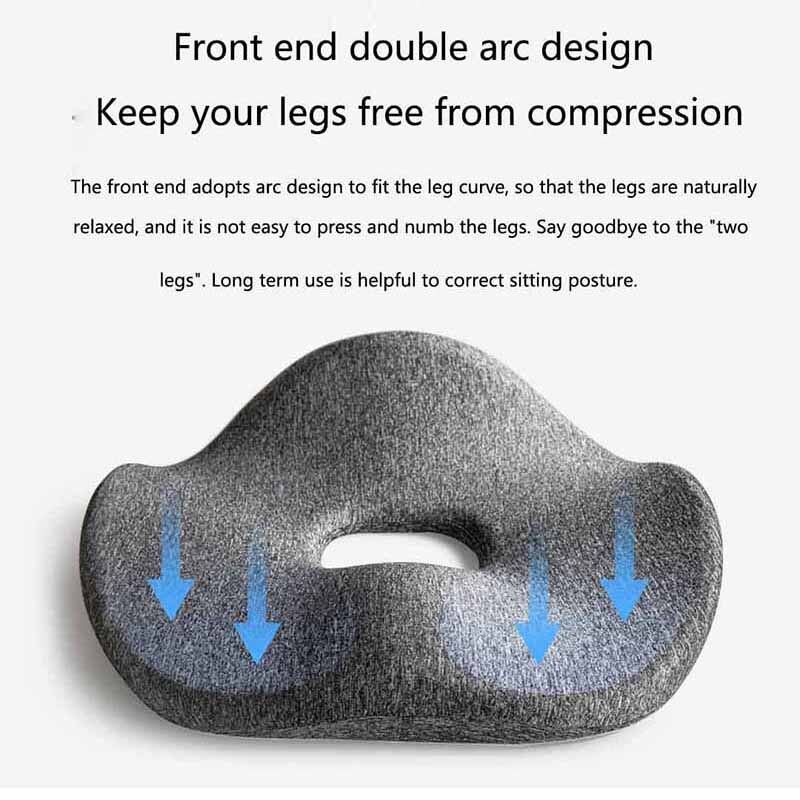 Front end double arc design
Keep your legs free from compression
The front end adopts arc design to fit the leg curve, so that the legs are naturally
relaxed, and it is not easy to press and numb the legs. Say goodbye to the "two
legs". Long term use is helpful to correct sitting posture.